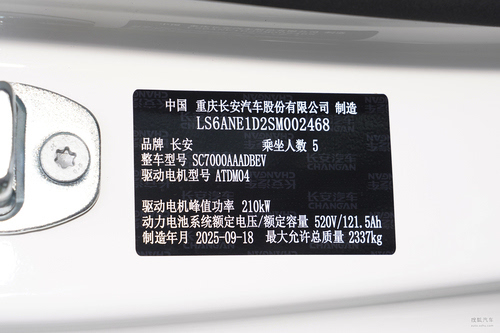 中国 重庆长安汽车股份有限公司 制造
LS6ANE1D2SM002468
品牌 长安 乘坐人数 5
整车型号 SC7000AAADBEV
驱动电机型号 ATDM04
驱动电机峰值功率 210kW
动力电池系统额定电压/额定容量 520V/121.5Ah
制造年月 2025-09-18 最大允许总质量 2337kg
搜狐汽车